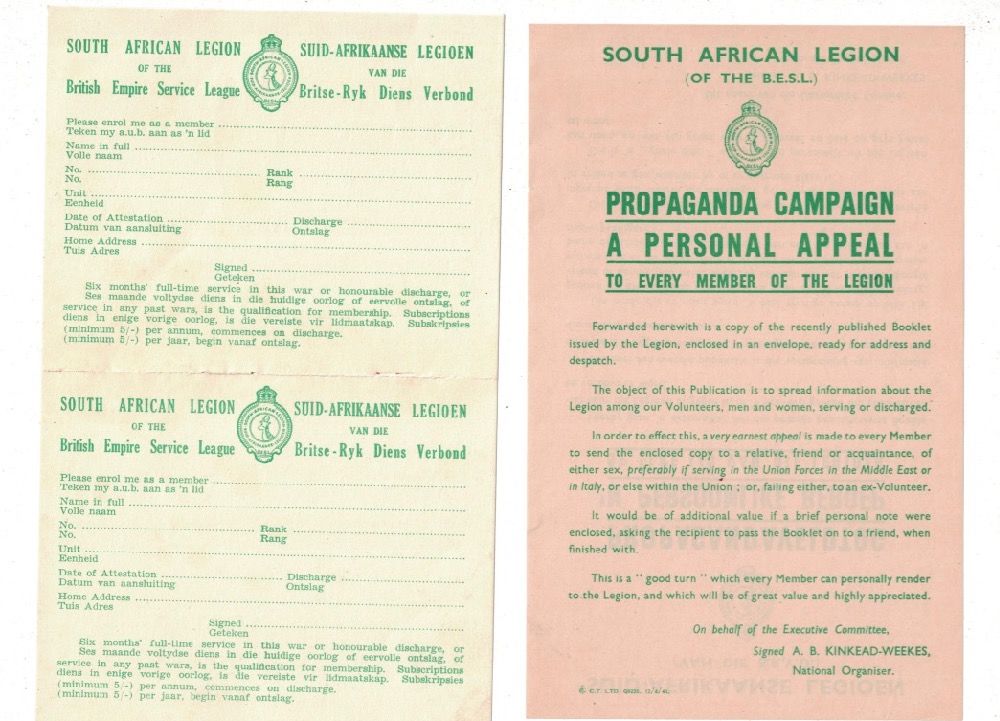 SOUTH AFRICAN LEGION
OF THE
British Empire Service League
SUID-AFRIKAANSE LEGIOEN
VAN DIE
Britse-Ryk Diens Verbond
Please enrol me as a member
Teken my a.u.b. aan as 'n lid
Name in full
Volle naam
No. Rank
No. Rang
Unit
Eenheid
Date of Attestation Discharge
Datum van aansluiting Ontslag
Home Address
Tuis Adres
Signed
Geteken
Six months' full-time service in this war or honourable discharge, or
Ses maande voltydse diens in die huidige oorlog of eervolle ontslag, of
service in any past wars, is the qualification for membership. Subscriptions
diens in enige vorige oorlog, is die vereiste vir lidmaatskap. Subskripsies
(minimum 5/-) per annum, commences on discharge.
(minimum 5/-) per jaar, begin vanaf ontslag.
SOUTH AFRICAN LEGION
OF THE
British Empire Service League
SUID-AFRIKAANSE LEGIOEN
VAN DIE
Britse-Ryk Diens Verbond
Please enrol me as a member
Teken my a.u.b. aan as 'n lid
Name in full
Volle naam
No. Rank
No. Rang
Unit
Eenheid
Date of Attestation Discharge
Datum van aansluiting Ontslag
Home Address
Tuis Adres
Signed
Geteken
Six months' full-time service in this war or honourable discharge, or
Ses maande voltydse diens in die huidige oorlog of eervolle ontslag, of
service in any past wars, is the qualification for membership. Subscriptions
diens in enige vorige oorlog, is die vereiste vir lidmaatskap. Subskripsies
(minimum 5/-) per annum, commences on discharge.
(minimum 5/-) per jaar, begin vanaf ontslag.
SOUTH AFRICAN LEGION
(OF THE B.E.S.L.)
PROPAGANDA CAMPAIGN
A PERSONAL APPEAL
TO EVERY MEMBER OF THE LEGION
Forwarded herewith is a copy of the recently published Booklet
issued by the Legion, enclosed in an envelope, ready for address and
despatch.
The object of this Publication is to spread information about the
Legion among our Volunteers, men and women, serving or discharged.
In order to effect this, a very earnest appeal is made to every Member
to send the enclosed copy to a relative, friend or acquaintance, of
either sex, preferably if serving in the Union Forces in the Middle East or
in Italy, or else within the Union ; or, failing either, to an ex-Volunteer.
It would be of additional value if a brief personal note were
enclosed, asking the recipient to pass the Booklet on to a friend, when
finished with.
This is a " good turn " which every Member can personally render
to the Legion, and which will be of great value and highly appreciated.
On behalf of the Executive Committee,
Signed A. B. KINKEAD-WEEKES,
National Organiser.
C.T. LTD